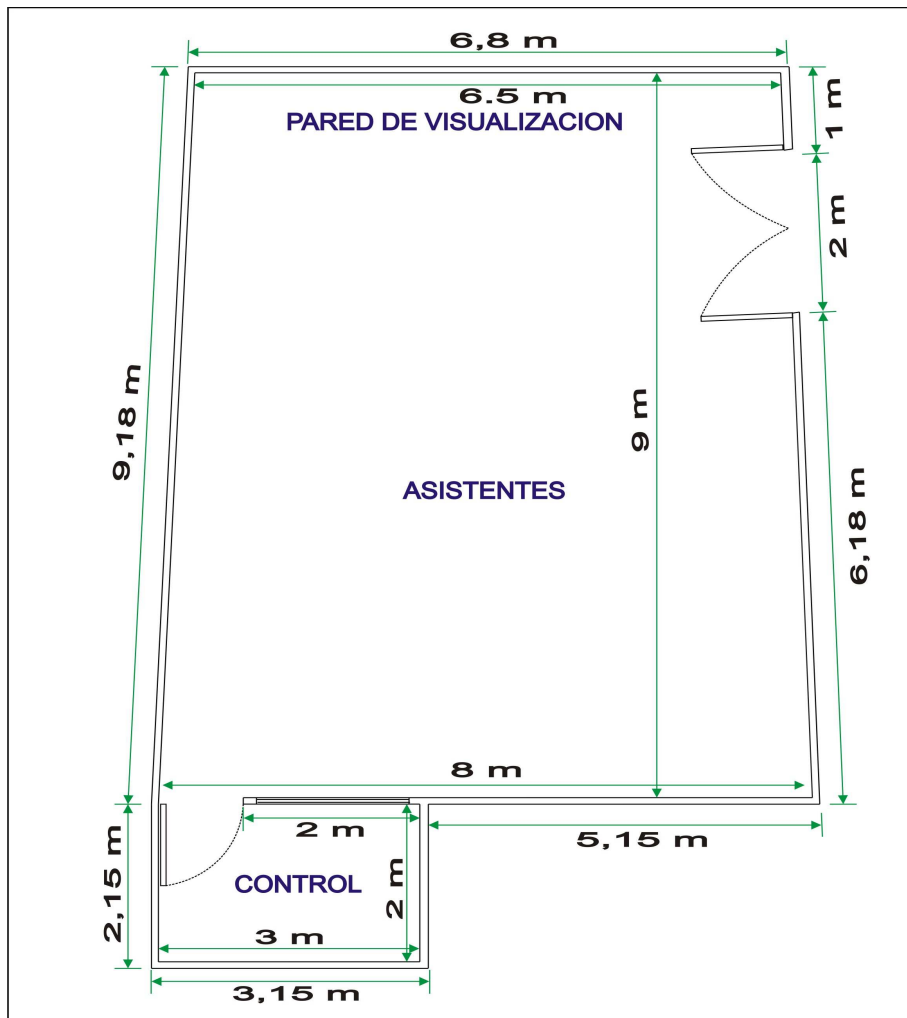 6,8 m
6.5 m
PARED DE VISUALIZACION
1 m
2 m
9,18 m
9 m
ASISTENTES
6,18 m
8 m
2 m
5,15 m
2,15 m
CONTROL
2 m
3 m
3,15 m